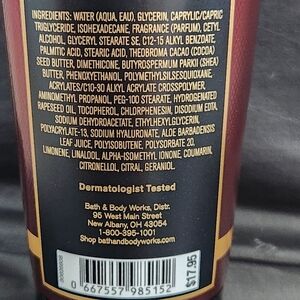 INGREDIENTS: WATER (AQUA, EAU), GLYCERIN, CAPRYLIC/CAPRIC
TRIGLYCERIDE, ISOHEXADECANE, FRAGRANCE (PARFUM), CETYL
ALCOHOL, GLYCERYL STEARATE SE, C12-15 ALKYL BENZOATE,
PALMITIC ACID, STEARIC ACID, THEOBROMA CACAO (COCOA)
SEED BUTTER, DIMETHICONE, BUTYROSPERMUM PARKII (SHEA)
BUTTER, PHENOXYETHANOL, POLYMETHYLSILSESQUIOXANE,
ACRYLATES/C10-30 ALKYL ACRYLATE CROSSPOLYMER,
AMINOMETHYL PROPANOL, PEG-100 STEARATE, HYDROGENATED
RAPESEED OIL, TOCOPHEROL, CHLORPHENESIN, DISODIUM EDTA,
SODIUM DEHYDROACETATE, ETHYLHEXYLGLYCERIN,
POLYACRYLATE-13, SODIUM HYALURONATE, ALOE BARBADENSIS
LEAF JUICE, POLYISOBUTENE, POLYSORBATE 20,
LIMONENE, LINALOOL, ALPHA-ISOMETHYL IONONE, COUMARIN,
CITRONELLOL, CITRAL, GERANIOL.
Dermatologist Tested
Bath & Body Works, Distr.
95 West Main Street
New Albany, OH 43054
1-800-395-1001
Shop bathandbodyworks.com
$17.95
0 667557 985152